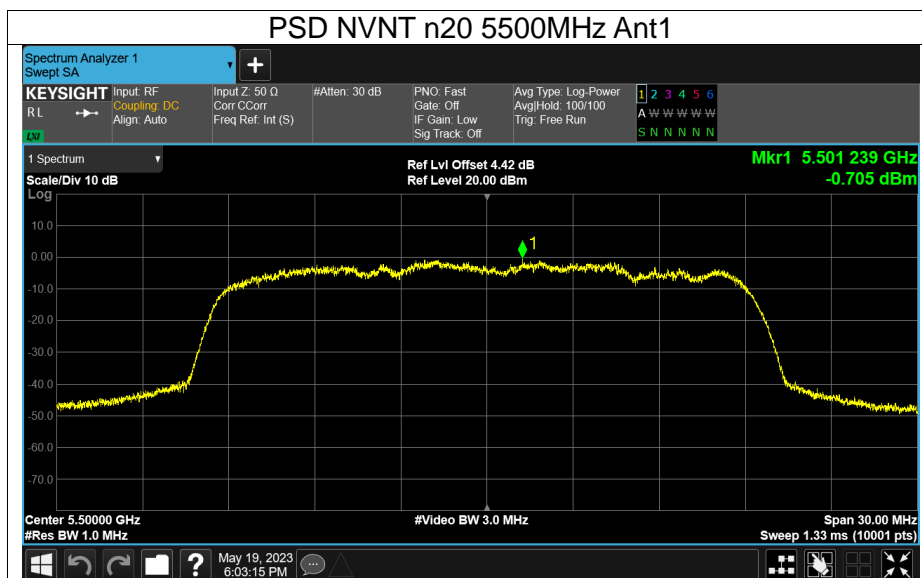 PSD NVNT n20 5500MHz Ant1
Spectrum Analyzer 1
Swept SA
+
KEYSIGHT
R L
LXI
Input: RF
Coupling: DC
Align: Auto
Input Z: 50 Ω
Corr CCorr
Freq Ref: Int (S)
#Atten: 30 dB
PNO: Fast
Gate: Off
IF Gain: Low
Sig Track: Off
Avg Type: Log-Power
Avg|Hold: 100/100
Trig: Free Run
1 2 3 4 5 6
A W W W W W
S N N N N N
1 Spectrum
Scale/Div 10 dB
Ref Lvl Offset 4.42 dB
Ref Level 20.00 dBm
Mkr1 5.501 239 GHz
-0.705 dBm
Log
10.0
0.00
-10.0
-20.0
-30.0
-40.0
-50.0
-60.0
-70.0
1
Center 5.50000 GHz
#Res BW 1.0 MHz
#Video BW 3.0 MHz
Span 30.00 MHz
Sweep 1.33 ms (10001 pts)
?
May 19, 2023
6:03:15 PM